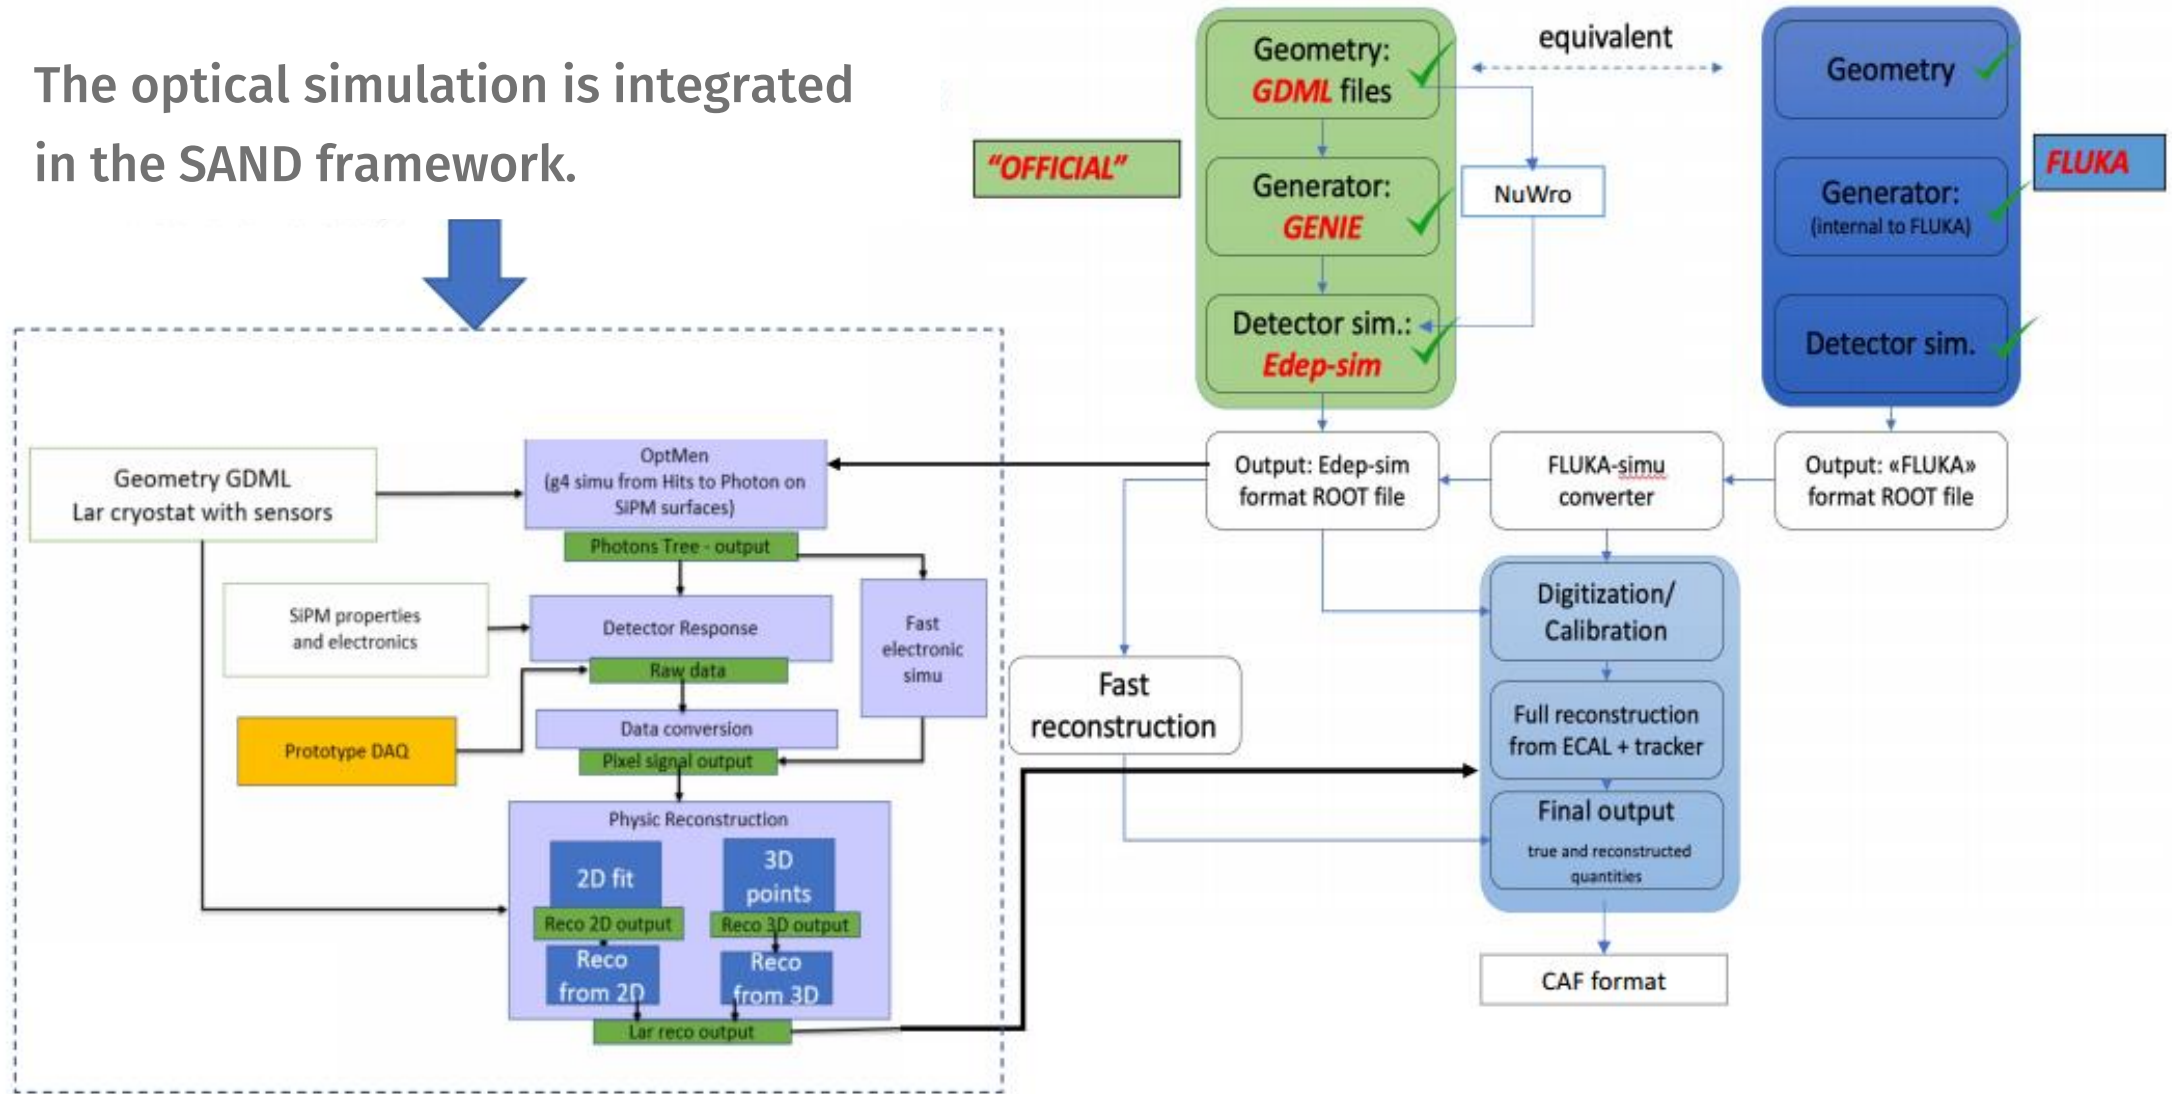 The optical simulation is integrated
in the SAND framework.
"OFFICIAL"
Geometry:
GDML files
Generator:
GENIE
Detector sim.:
Edep-sim
equivalent
NuWro
Geometry
Generator:
(internal to FLUKA)
Detector sim.
FLUKA
Output: Edep-sim
format ROOT file
FLUKA-simu
converter
Output: «FLUKA»
format ROOT file
Geometry GDML
Lar cryostat with sensors
OptMen
(g4 simu from Hits to Photon on
SiPM surfaces)
Photons Tree - output
SiPM properties
and electronics
Detector Response
Raw data
Fast
electronic
simu
Prototype DAQ
Data conversion
Pixel signal output
Physic Reconstruction
2D fit
Reco 2D output
Reco
from 2D
3D
points
Reco 3D output
Reco
from 3D
Lar reco output
Fast
reconstruction
Digitization/
Calibration
Full reconstruction
from ECAL + tracker
Final output
true and reconstructed
quantities
CAF format